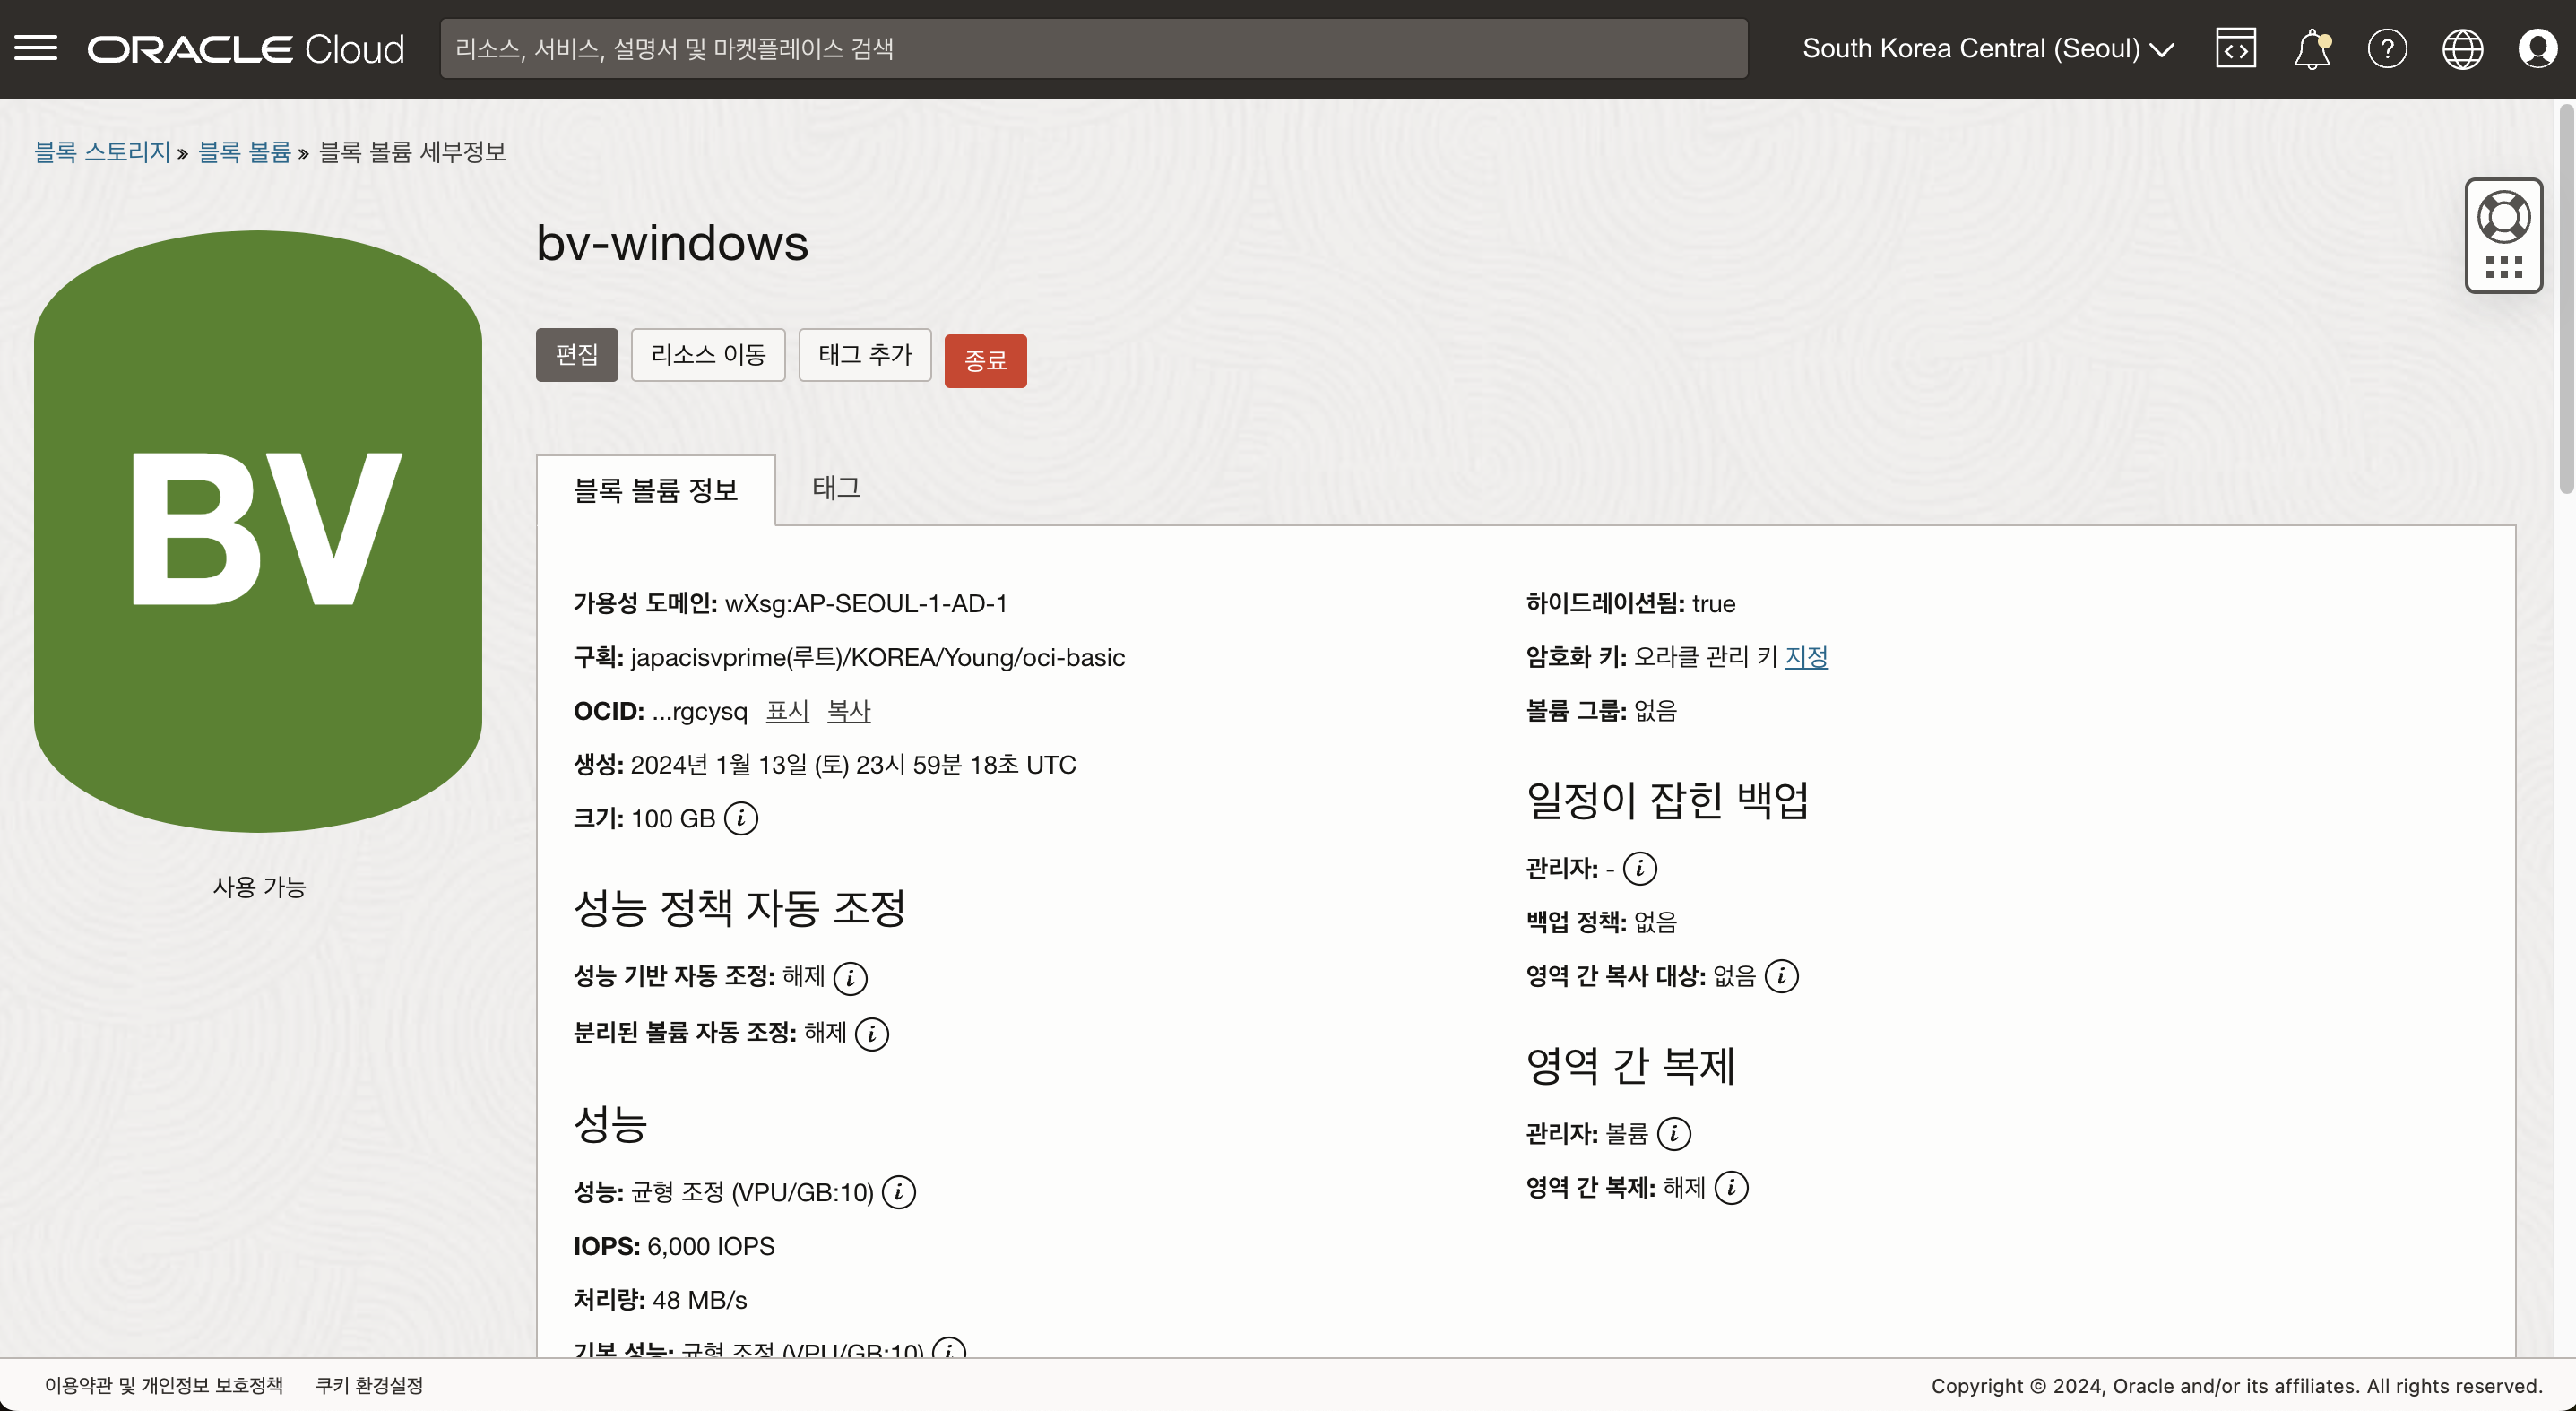 ORACLE Cloud
리소스, 서비스, 설명서 및 마켓플레이스 검색
South Korea Central (Seoul)
블록 스토리지 » 블록 볼륨 » 블록 볼륨 세부정보
BV
사용 가능
bv-windows
편집
리소스 이동
태그 추가
종료
블록 볼륨 정보
태그
가용성 도메인: wXsg:AP-SEOUL-1-AD-1
구획: japacisvprime(루트)/KOREA/Young/oci-basic
OCID: ...rgcysq 표시 복사
생성: 2024년 1월 13일 (토) 23시 59분 18초 UTC
크기: 100 GB
성능 정책 자동 조정
성능 기반 자동 조정: 해제
분리된 볼륨 자동 조정: 해제
성능
성능: 균형 조정 (VPU/GB:10)
IOPS: 6,000 IOPS
처리량: 48 MB/s
기본 성능: 균형 조정 (VPU/GB:10)
하이드레이션됨: true
암호화 키: 오라클 관리 키 지정
볼륨 그룹: 없음
일정이 잡힌 백업
관리자: -
백업 정책: 없음
영역 간 복사 대상: 없음
영역 간 복제
관리자: 볼륨
영역 간 복제: 해제
이용약관 및 개인정보 보호정책
쿠키 환경설정
Copyright © 2024, Oracle and/or its affiliates. All rights reserved.